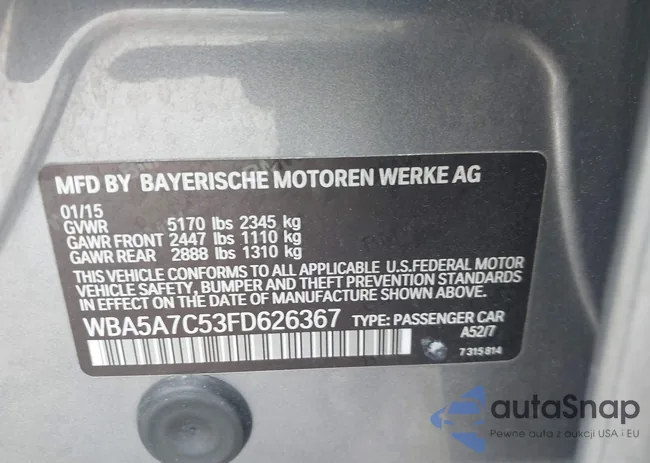 MFD BY BAYERISCHE MOTOREN WERKE AG
01/15
GVWR 5170 lbs 2345 kg
GAWR FRONT 2447 lbs 1110 kg
GAWR REAR 2888 lbs 1310 kg
THIS VEHICLE CONFORMS TO ALL APPLICABLE U.S.FEDERAL MOTOR
VEHICLE SAFETY, BUMPER AND THEFT PREVENTION STANDARDS
IN EFFECT ON THE DATE OF MANUFACTURE SHOWN ABOVE.
WBA5A7C53FD626367 TYPE: PASSENGER CAR
A52/7
7315814
autoSnap
Pewne auta z aukcji USA i EU